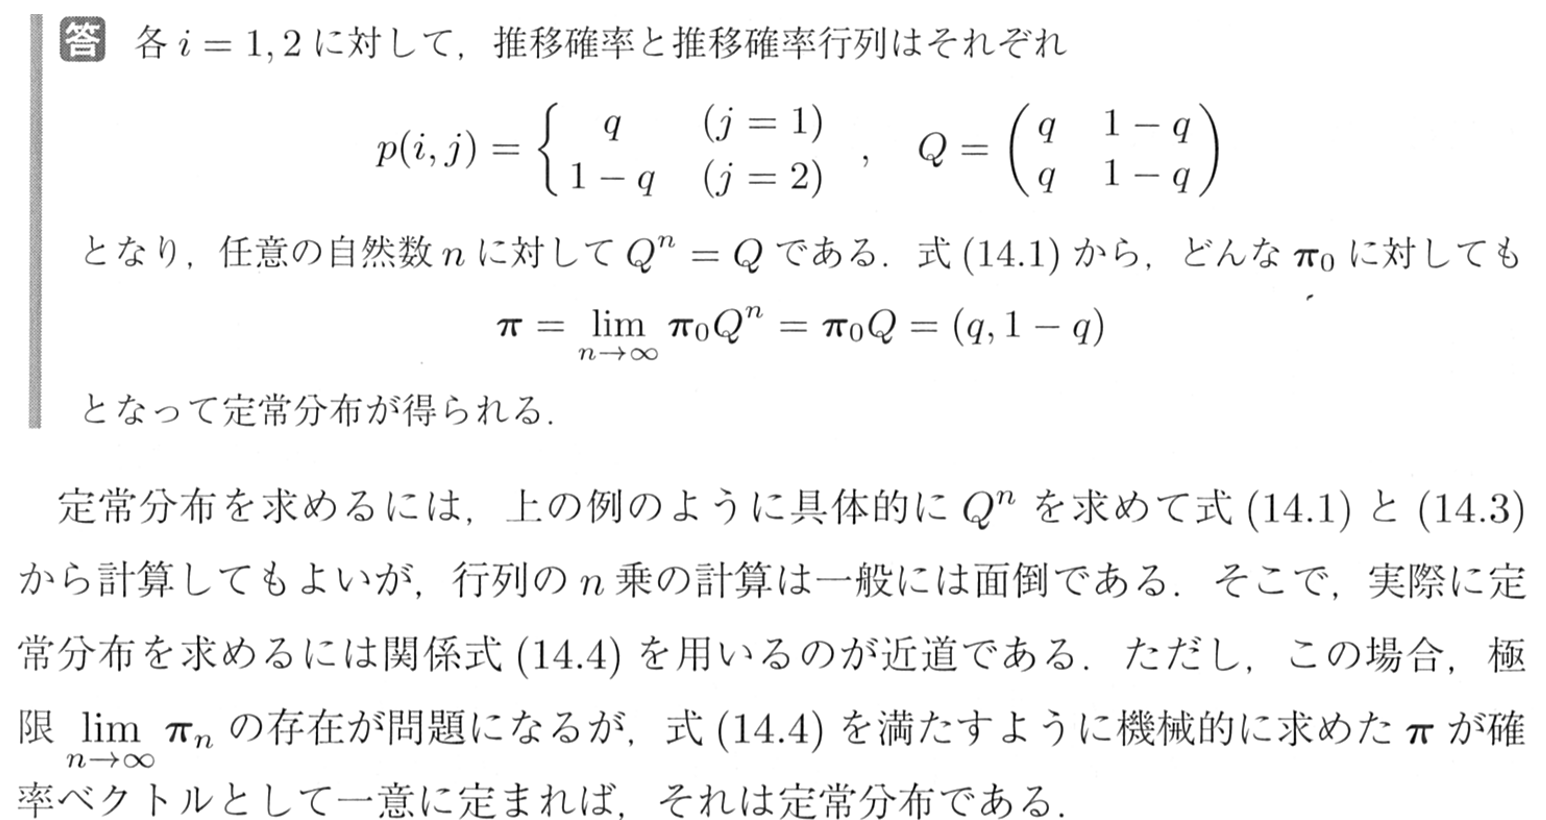 答 各 i = 1, 2 に対して，推移確率と推移確率行列はそれぞれ
p(i, j) = { q (j = 1) 1 − q (j = 2) , Q = ( q 1 − q q 1 − q )
となり，任意の自然数 n に対して Qⁿ = Q である．式 (14.1) から，どんな π₀ に対しても
π = lim n→∞ π₀Qⁿ = π₀Q = (q, 1 − q)
となって定常分布が得られる．
定常分布を求めるには，上の例のように具体的に Qⁿ を求めて式 (14.1) と (14.3)
から計算してもよいが，行列の n 乗の計算は一般には面倒である．そこで，実際に定
常分布を求めるには関係式 (14.4) を用いるのが近道である．ただし，この場合，極
限 lim n→∞ πₙ の存在が問題になるが，式 (14.4) を満たすように機械的に求めた π が確
率ベクトルとして一意に定まれば，それは定常分布である．